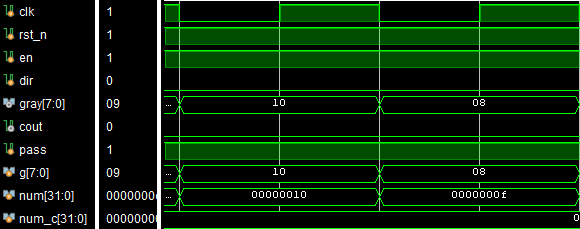 clk 1
rst_n 1
en 1
dir 0
gray[7:0] 09 ... 10 08
cout 0
pass 1
g[7:0] 09 ... 10 08
num[31:0] 0000000 ... 00000010 0000000f
num_c[31:0] 0000000 0